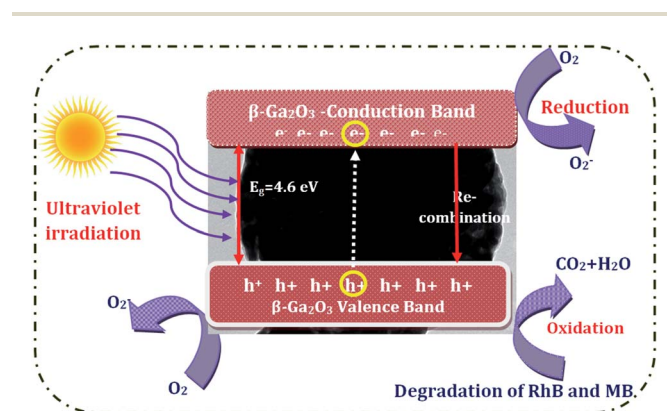 O₂
β-Ga₂O₃ -Conduction Band
e- e- e- e- e- e- e-
Reduction
O₂⁻
Ultraviolet
irradiation
E₉=4.6 eV
Re-
combination
h⁺ h+ h+ h+ h+ h+ h+
β-Ga₂O₃ Valence Band
CO₂+H₂O
O₂⁻
Oxidation
O₂
Degradation of RhB and MB